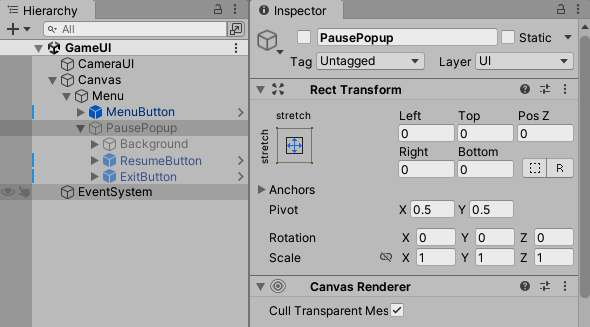 Hierarchy
All
GameUI
CameraUI
Canvas
Menu
MenuButton
PausePopup
Background
ResumeButton
ExitButton
EventSystem
Inspector
PausePopup Static
Tag Untagged Layer UI
Rect Transform
stretch
stretch
Left Top Pos Z
0 0 0
Right Bottom
0 0 R
Anchors
Pivot X 0.5 Y 0.5
Rotation X 0 Y 0 Z 0
Scale X 1 Y 1 Z 1
Canvas Renderer
Cull Transparent Mes